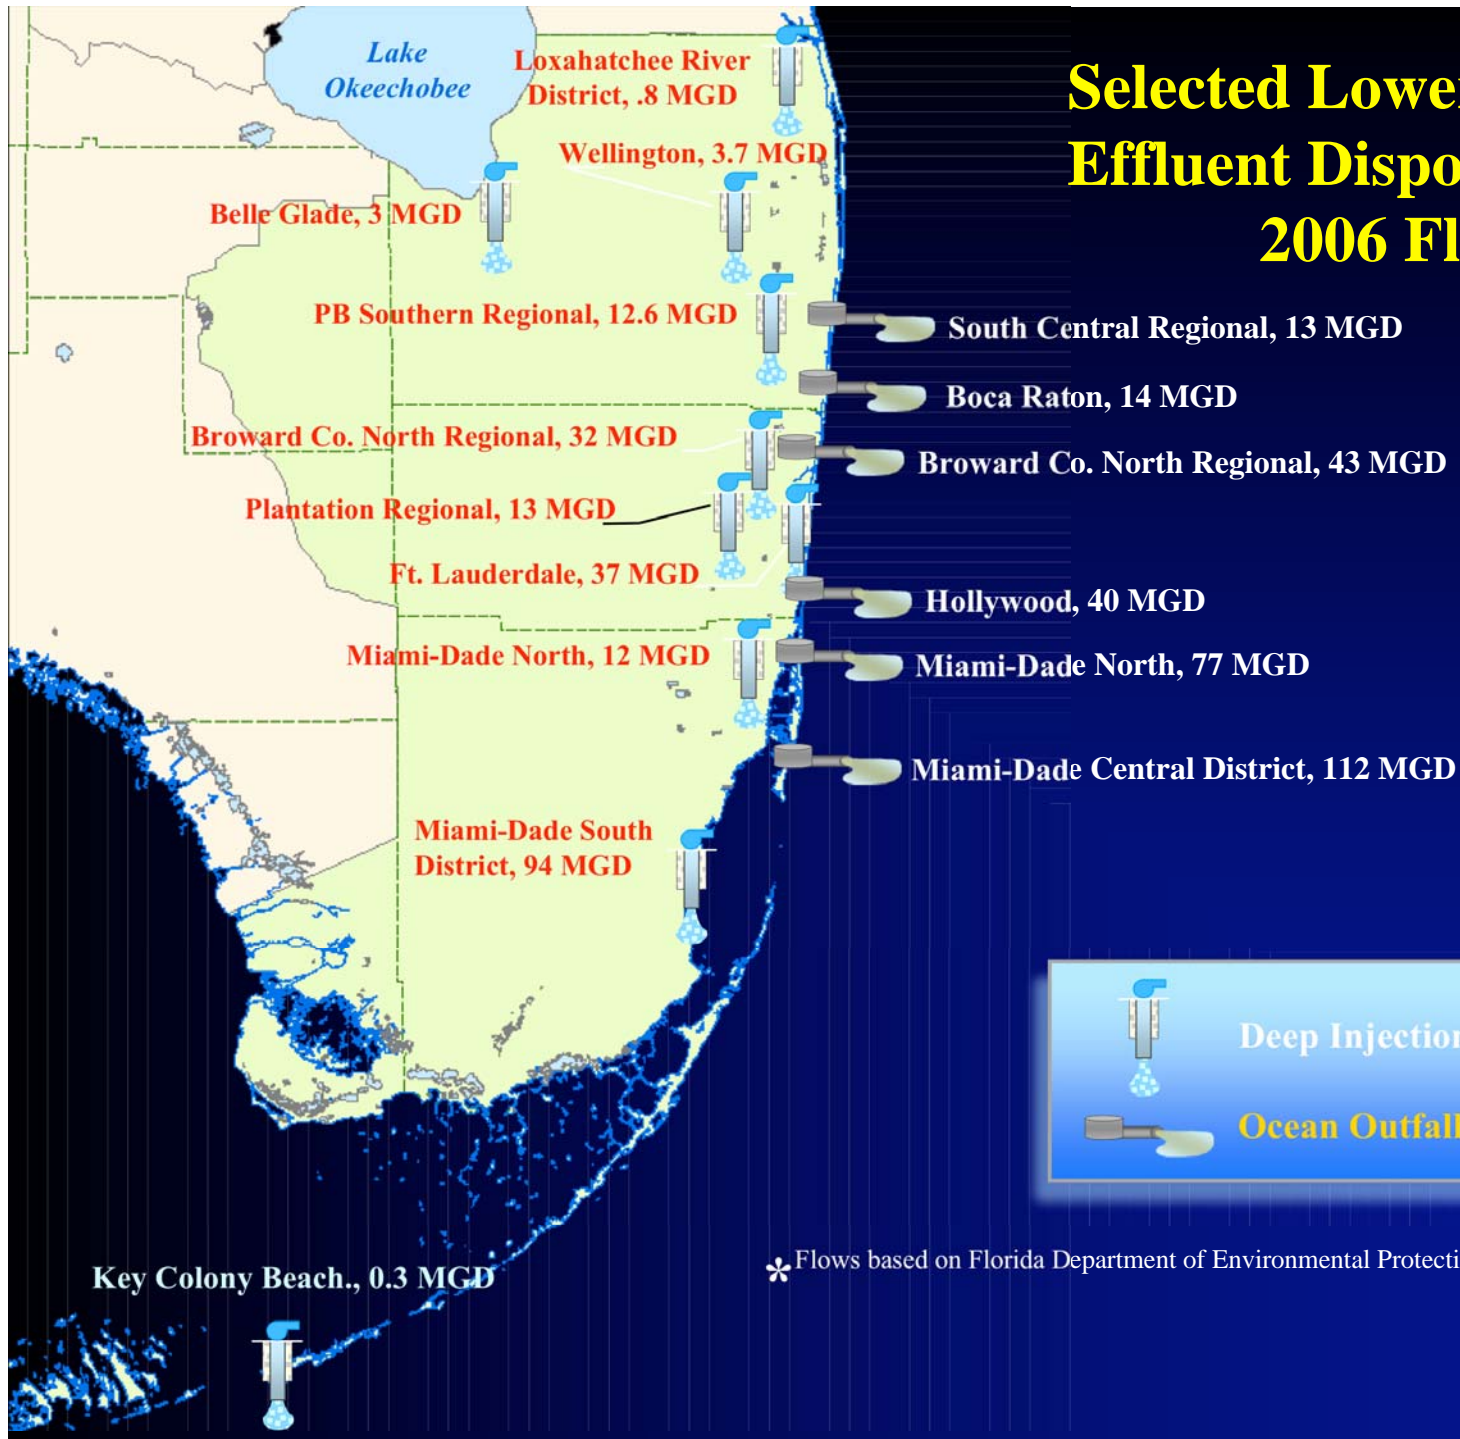 Selected Lower
Effluent Dispo
2006 Fl
Lake
Okeechobee
Loxahatchee River
District, .8 MGD
Wellington, 3.7 MGD
Belle Glade, 3 MGD
PB Southern Regional, 12.6 MGD
South Central Regional, 13 MGD
Boca Raton, 14 MGD
Broward Co. North Regional, 32 MGD
Broward Co. North Regional, 43 MGD
Plantation Regional, 13 MGD
Ft. Lauderdale, 37 MGD
Hollywood, 40 MGD
Miami-Dade North, 12 MGD
Miami-Dade North, 77 MGD
Miami-Dade Central District, 112 MGD
Miami-Dade South
District, 94 MGD
Deep Injection
Ocean Outfall
* Flows based on Florida Department of Environmental Protecti
Key Colony Beach., 0.3 MGD